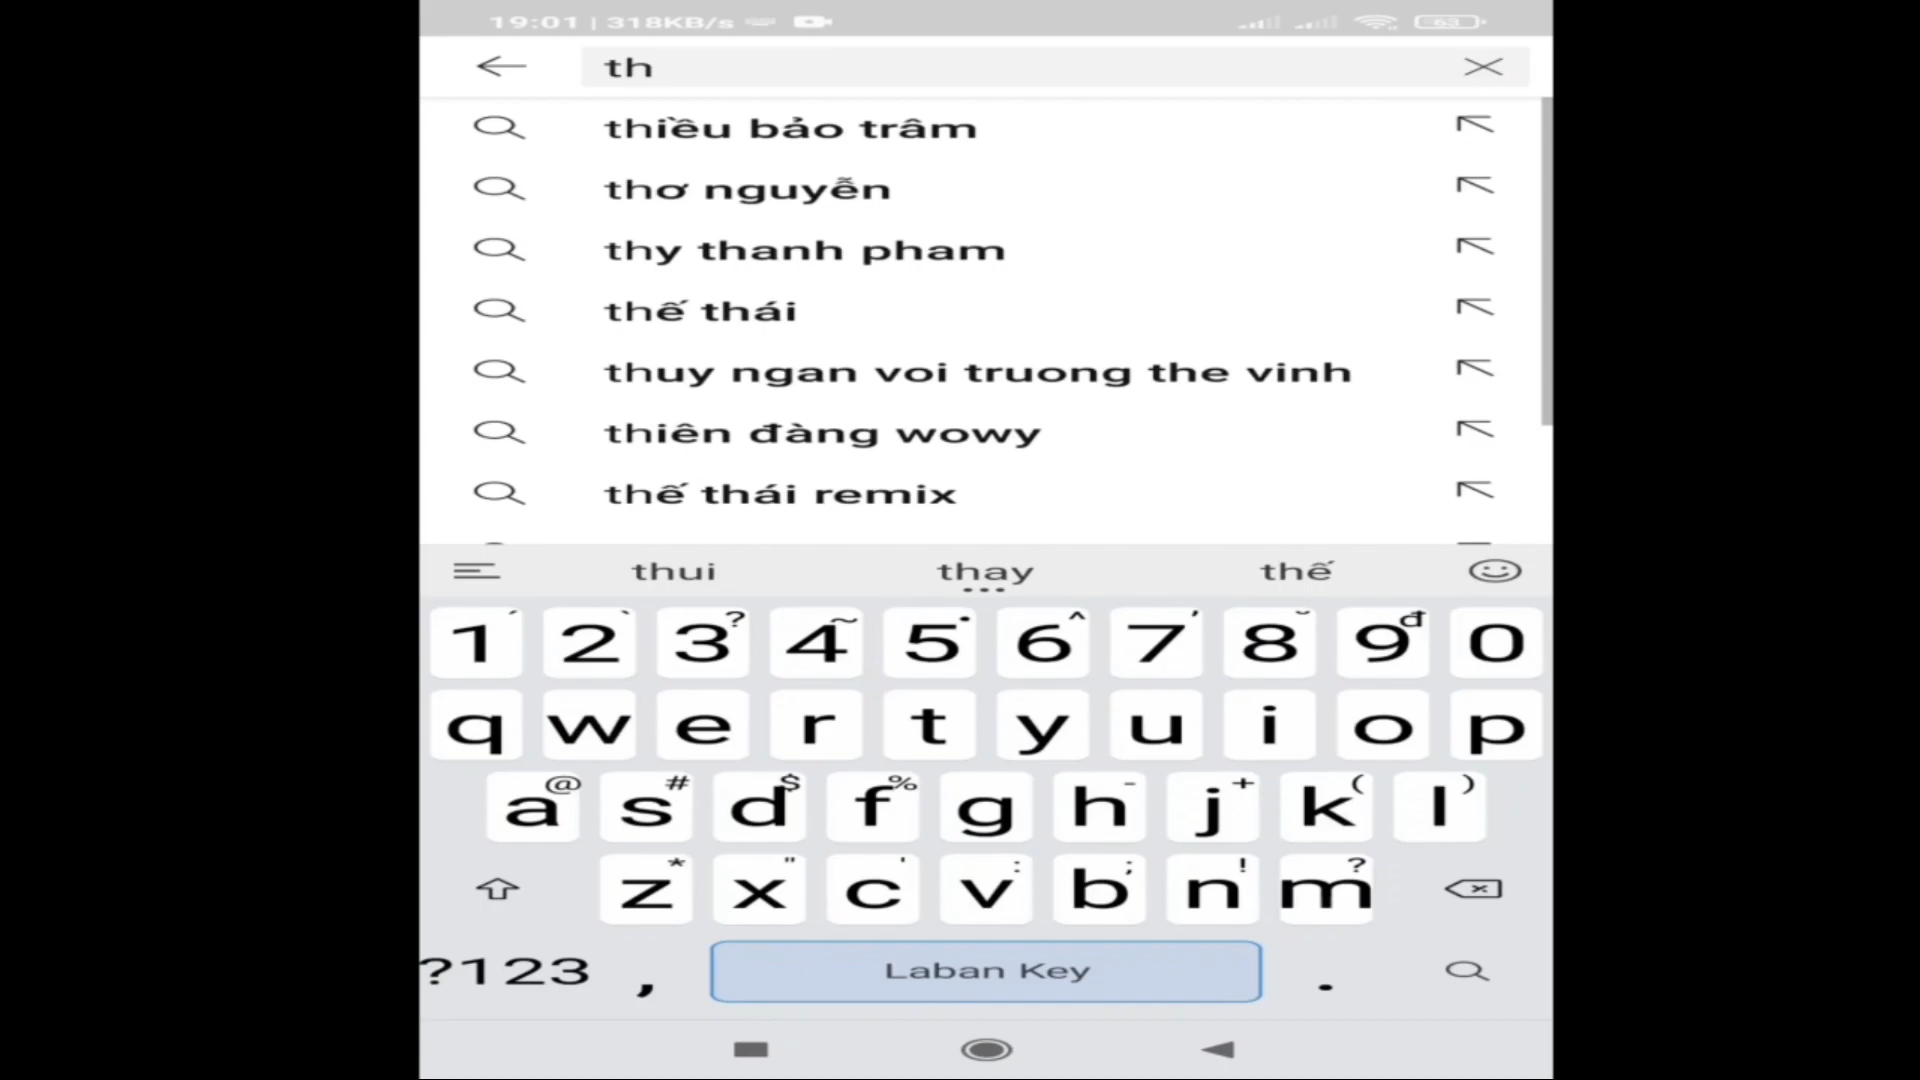 19:01 | 318KB/s
63
th
thiều bảo trâm
thơ nguyễn
thy thanh pham
thế thái
thuy ngan voi truong the vinh
thiên đàng wowy
thế thái remix
thui thay thế
1 2 3 4 5 6 7 8 9 0
´ ` ? ~ . ^ ' ˘ đ
q w e r t y u i o p
@ # $ % - + ( )
a s d f g h j k l
* " ' : ; ! ?
z x c v b n m
?123 , Laban Key .